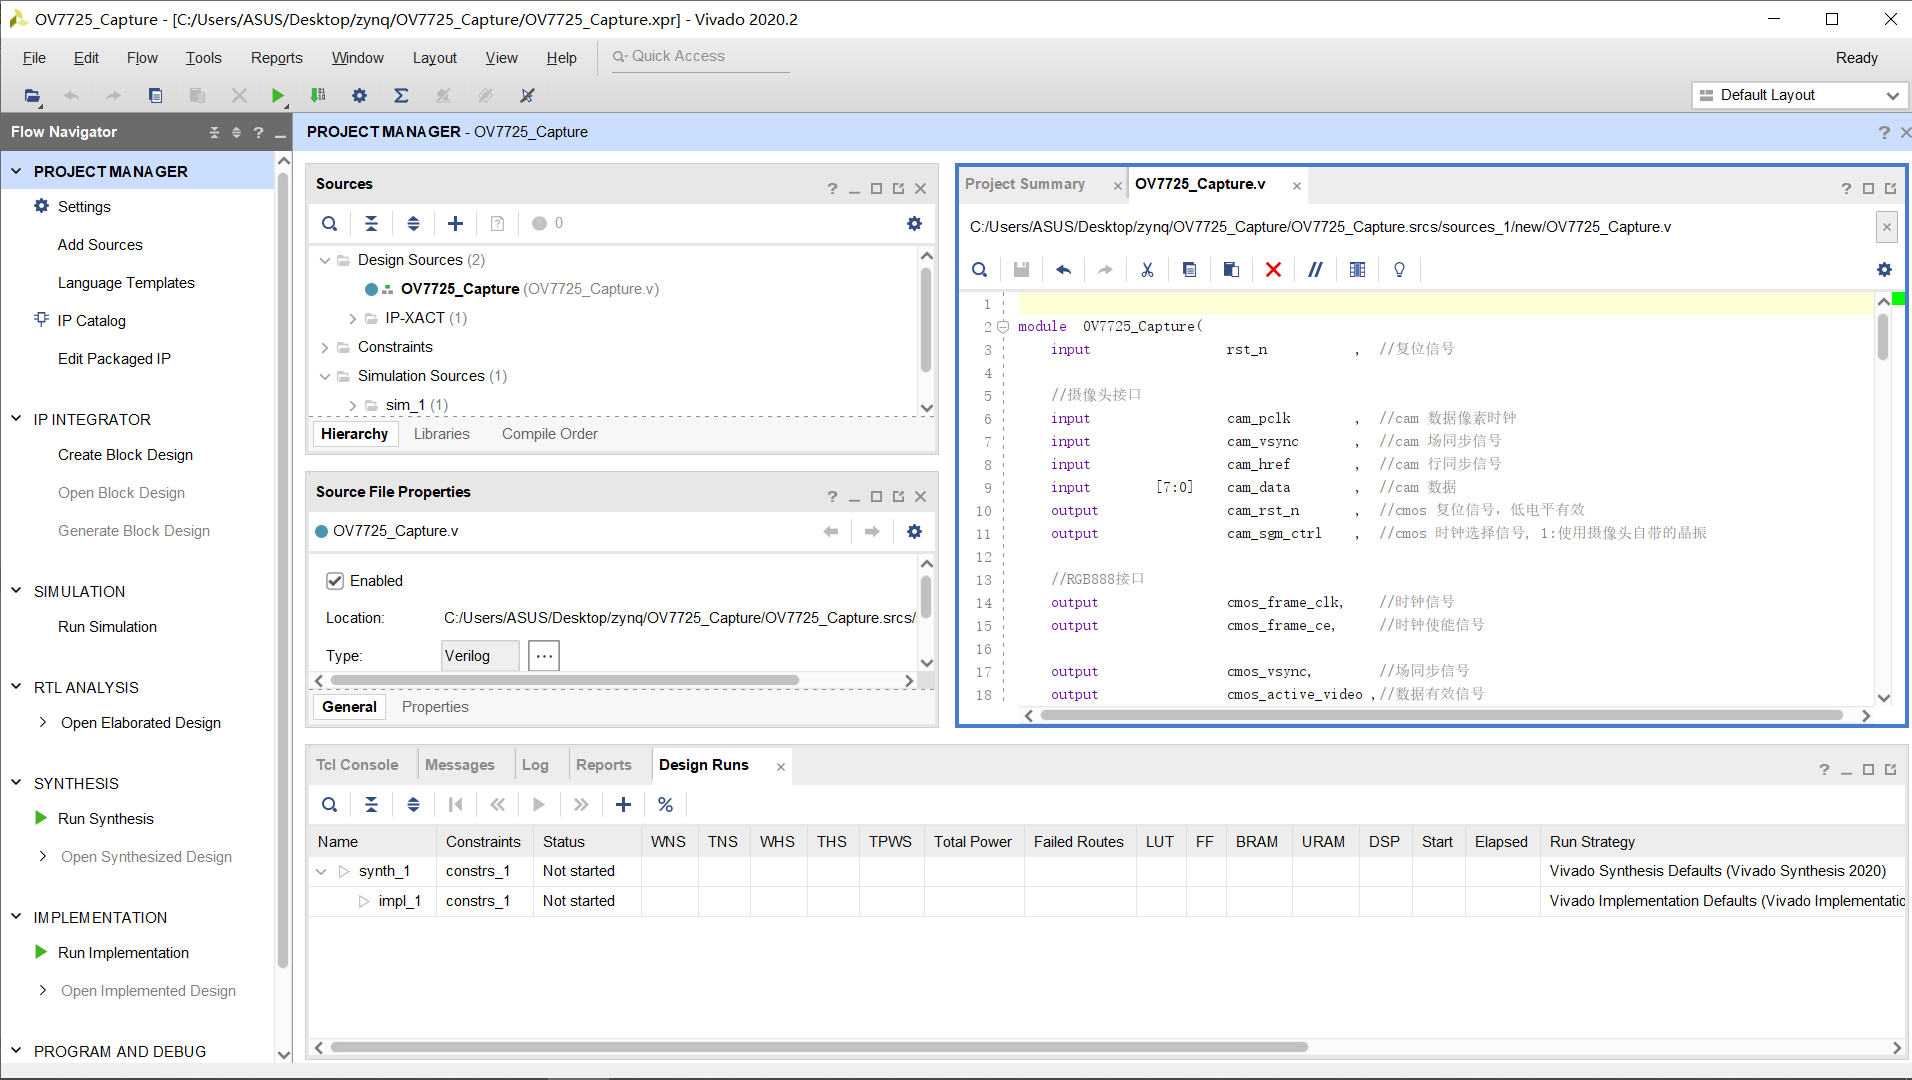 OV7725_Capture - [C:/Users/ASUS/Desktop/zynq/OV7725_Capture/OV7725_Capture.xpr] - Vivado 2020.2
File Edit Flow Tools Reports Window Layout View Help Quick Access Ready
Default Layout
Flow Navigator
PROJECT MANAGER
Settings
Add Sources
Language Templates
IP Catalog
Edit Packaged IP
IP INTEGRATOR
Create Block Design
Open Block Design
Generate Block Design
SIMULATION
Run Simulation
RTL ANALYSIS
Open Elaborated Design
SYNTHESIS
Run Synthesis
Open Synthesized Design
IMPLEMENTATION
Run Implementation
Open Implemented Design
PROGRAM AND DEBUG
PROJECT MANAGER - OV7725_Capture
Sources
0
Design Sources (2)
OV7725_Capture (OV7725_Capture.v)
IP-XACT (1)
Constraints
Simulation Sources (1)
sim_1 (1)
Hierarchy Libraries Compile Order
Source File Properties
OV7725_Capture.v
Enabled
Location: C:/Users/ASUS/Desktop/zynq/OV7725_Capture/OV7725_Capture.srcs/
Type: Verilog ...
General Properties
Project Summary OV7725_Capture.v
C:/Users/ASUS/Desktop/zynq/OV7725_Capture/OV7725_Capture.srcs/sources_1/new/OV7725_Capture.v
1
2 module OV7725_Capture(
3 input rst_n , //复位信号
4
5 //摄像头接口
6 input cam_pclk , //cam 数据像素时钟
7 input cam_vsync , //cam 场同步信号
8 input cam_href , //cam 行同步信号
9 input [7:0] cam_data , //cam 数据
10 output cam_rst_n , //cmos 复位信号，低电平有效
11 output cam_sgm_ctrl , //cmos 时钟选择信号, 1:使用摄像头自带的晶振
12
13 //RGB888接口
14 output cmos_frame_clk, //时钟信号
15 output cmos_frame_ce, //时钟使能信号
16
17 output cmos_vsync, //场同步信号
18 output cmos_active_video ,//数据有效信号
Tcl Console Messages Log Reports Design Runs
Name Constraints Status WNS TNS WHS THS TPWS Total Power Failed Routes LUT FF BRAM URAM DSP Start Elapsed Run Strategy
synth_1 constrs_1 Not started Vivado Synthesis Defaults (Vivado Synthesis 2020)
impl_1 constrs_1 Not started Vivado Implementation Defaults (Vivado Implementatio